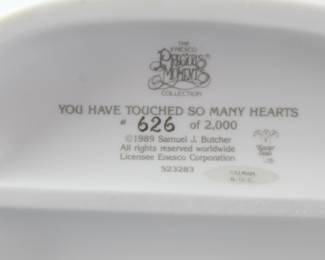 THE
ENESCO
PRECIOUS
MOMENTS
COLLECTION
YOU HAVE TOUCHED SO MANY HEARTS
# 626 of 2,000
©1989 Samuel J. Butcher
All rights reserved worldwide
Licensee Enesco Corporation
523283